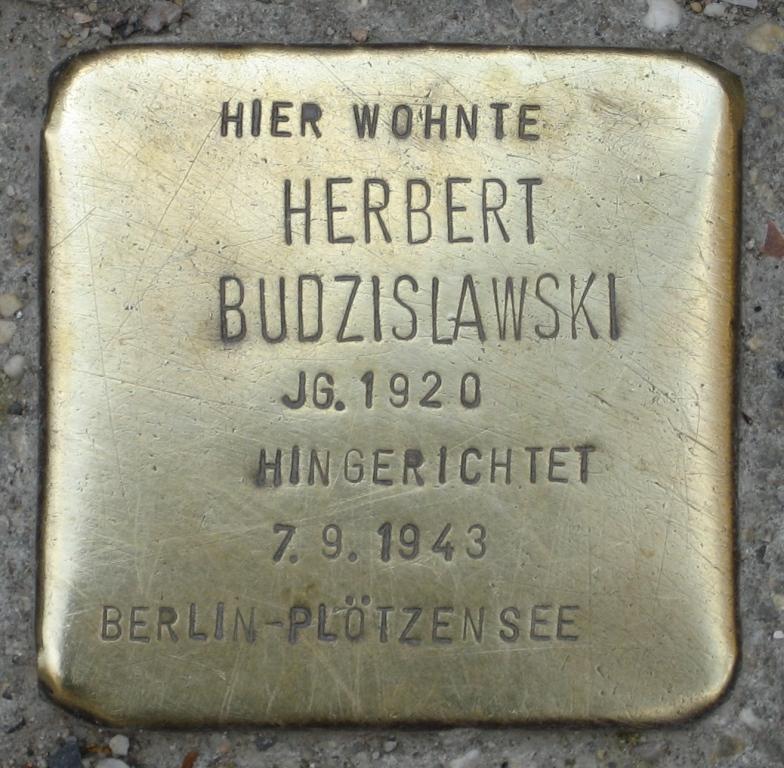 HIER WOHNTE
HERBERT
BUDZISLAWSKI
JG. 1920
HINGERICHTET
7. 9. 1943
BERLIN-PLÖTZENSEE